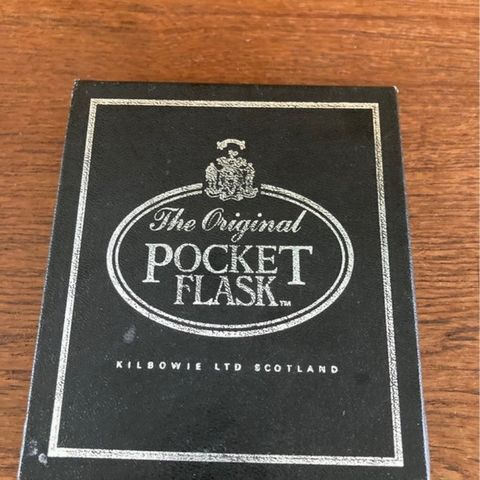 The Original
POCKET
FLASK™
KILBOWIE LTD SCOTLAND